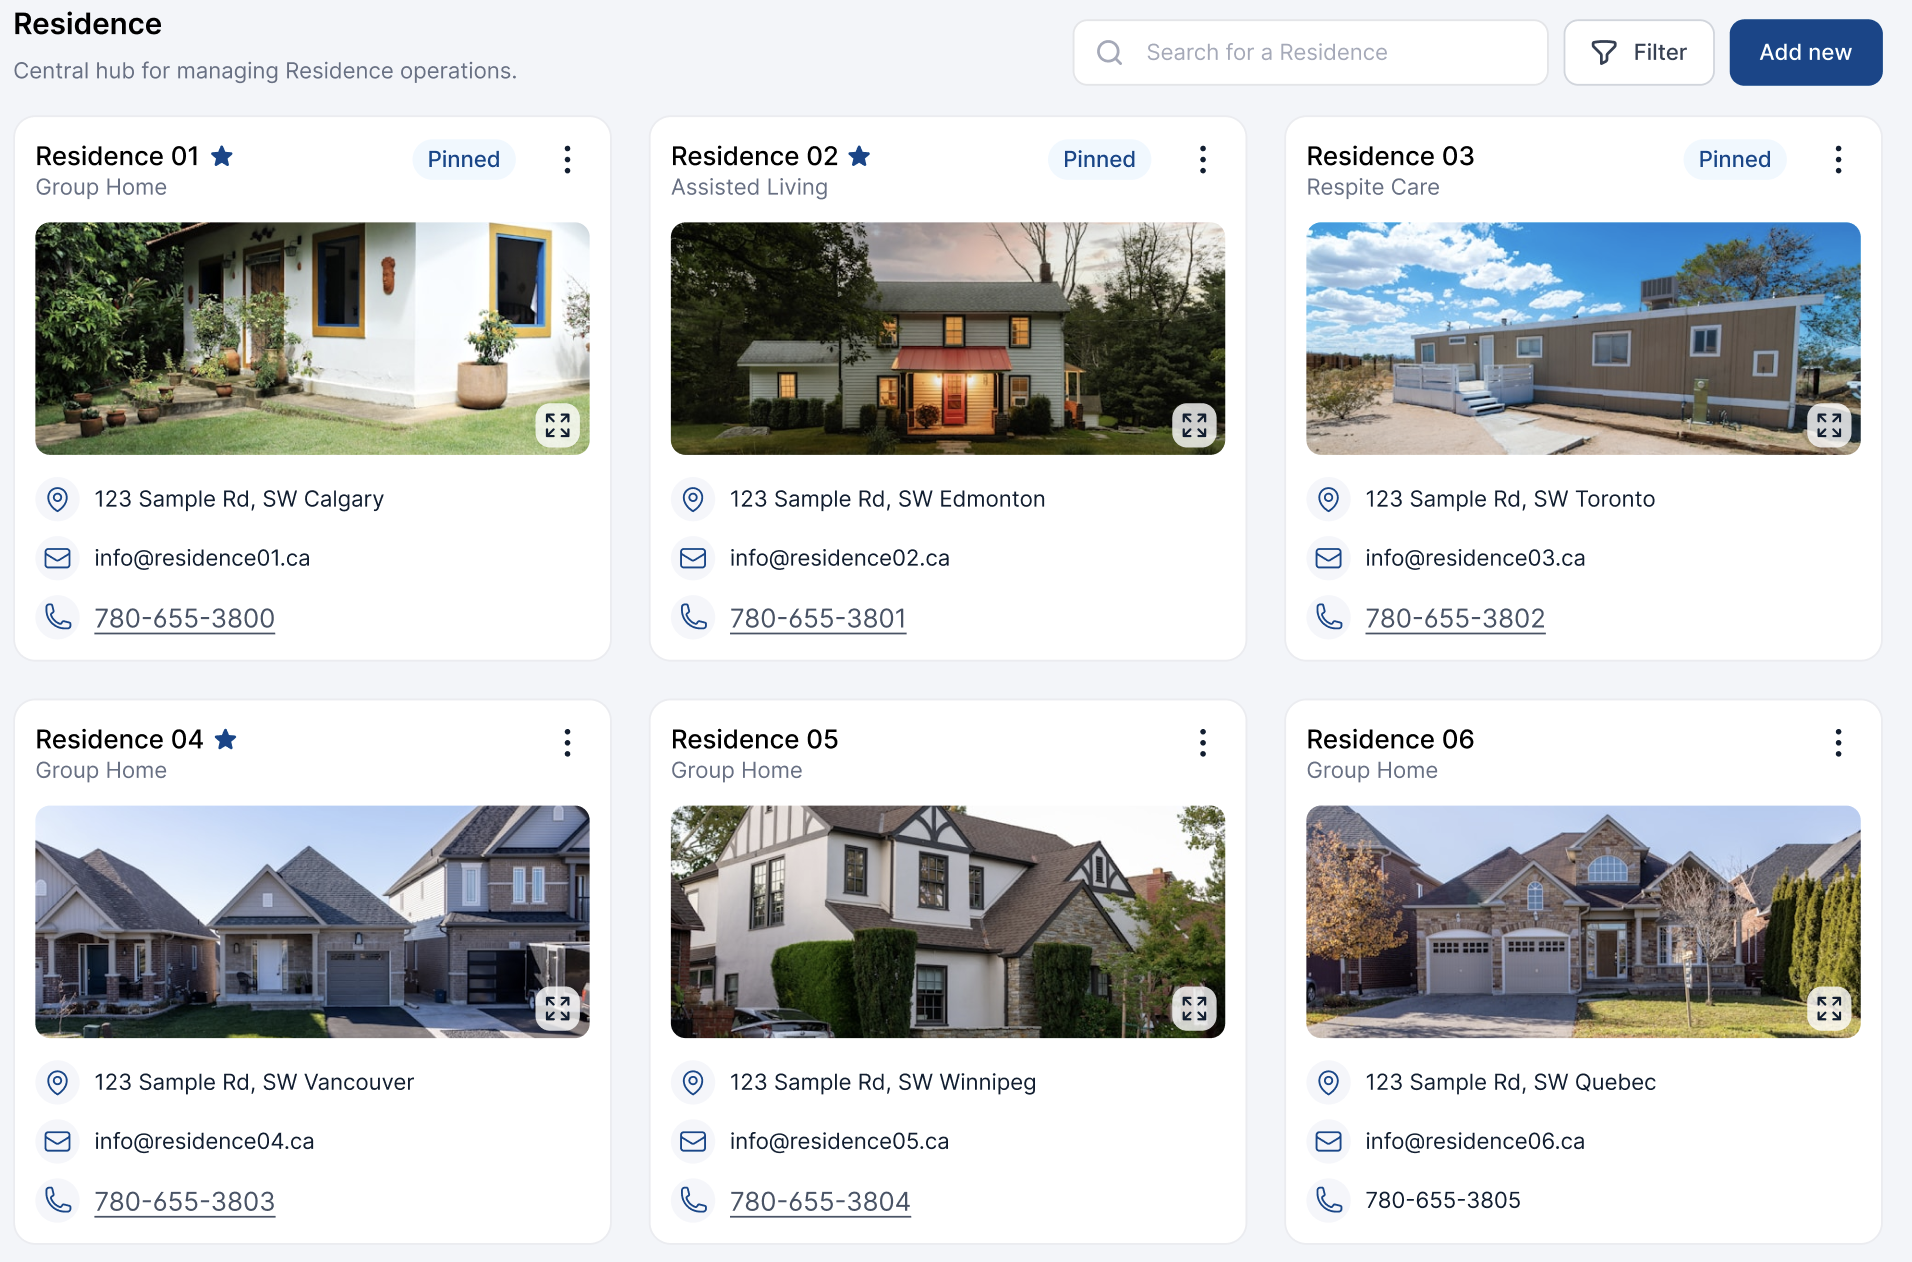 Residence
Central hub for managing Residence operations.
Search for a Residence
Filter
Add new
Residence 01
Pinned
Group Home
123 Sample Rd, SW Calgary
info@residence01.ca
780-655-3800
Residence 02
Pinned
Assisted Living
123 Sample Rd, SW Edmonton
info@residence02.ca
780-655-3801
Residence 03
Pinned
Respite Care
123 Sample Rd, SW Toronto
info@residence03.ca
780-655-3802
Residence 04
Group Home
123 Sample Rd, SW Vancouver
info@residence04.ca
780-655-3803
Residence 05
Group Home
123 Sample Rd, SW Winnipeg
info@residence05.ca
780-655-3804
Residence 06
Group Home
123 Sample Rd, SW Quebec
info@residence06.ca
780-655-3805